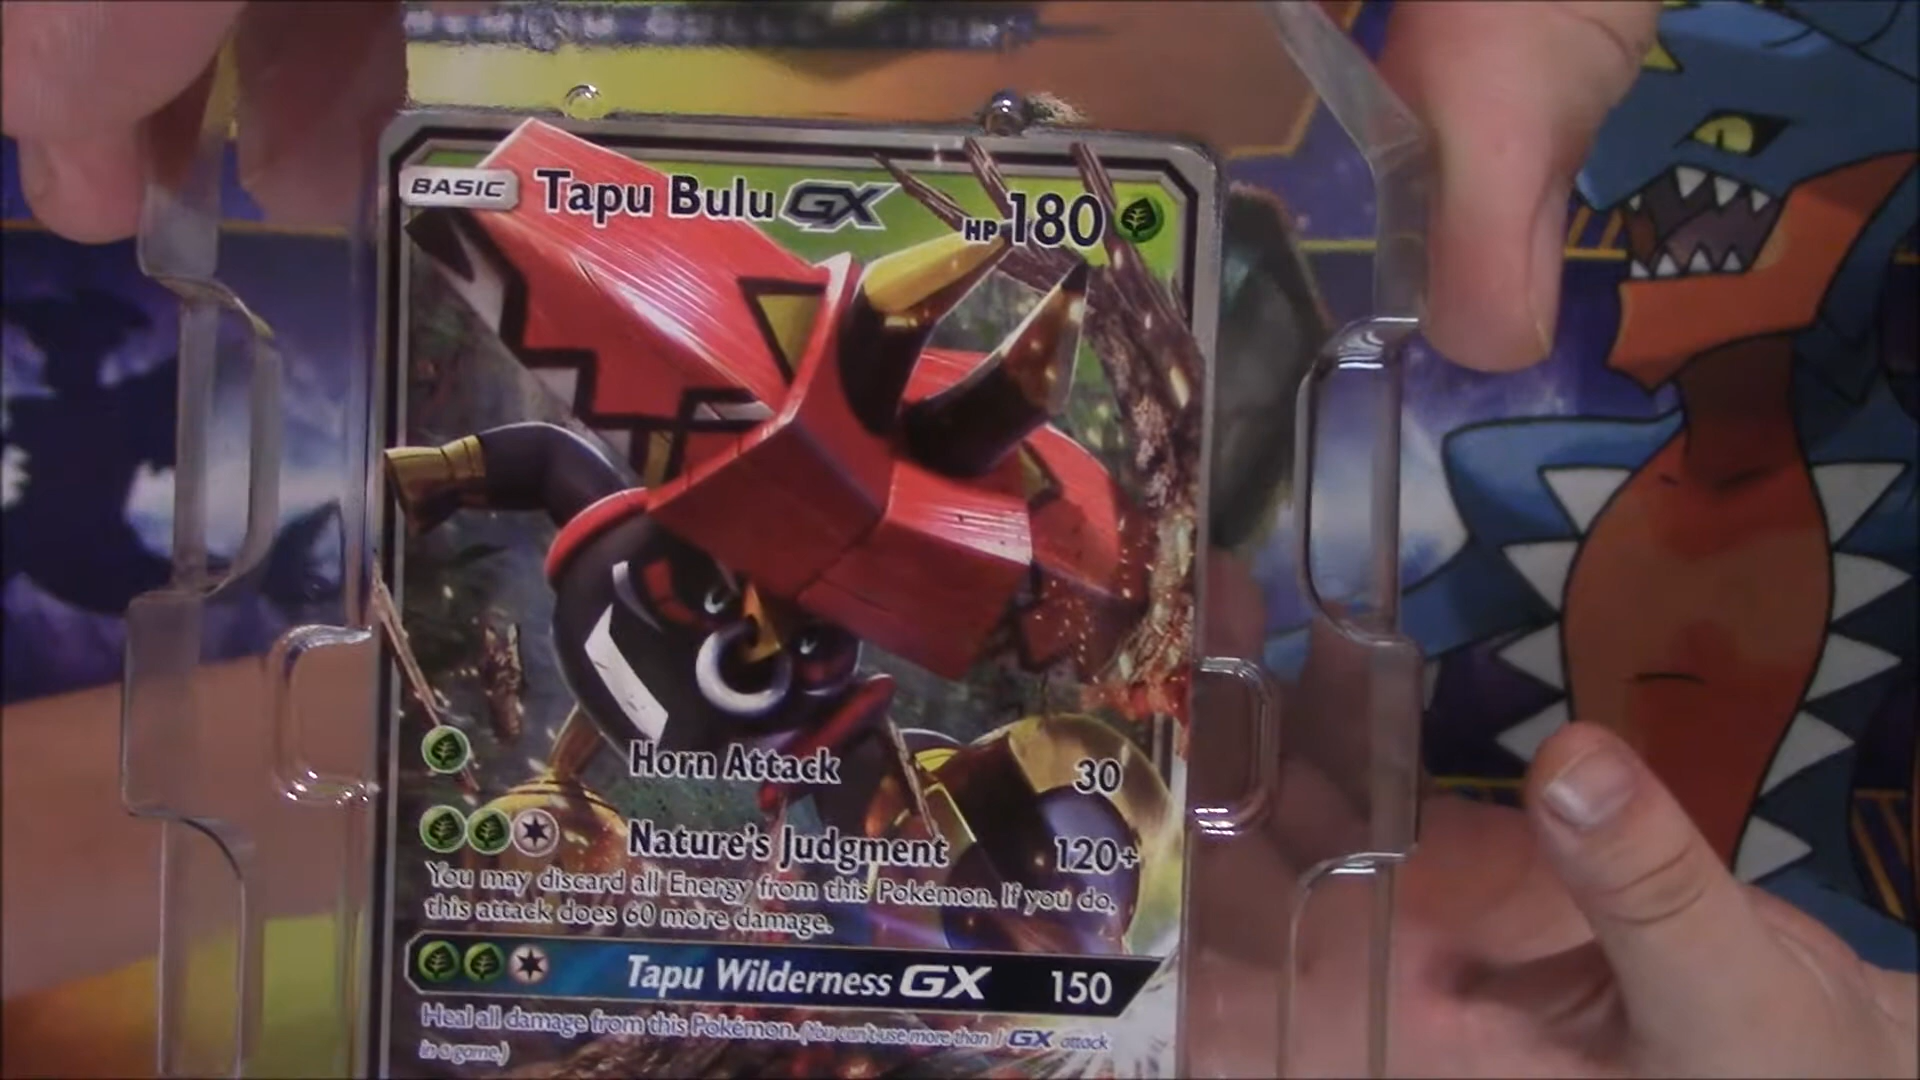 BASIC Tapu Bulu GX HP 180
Horn Attack 30
Nature's Judgment 120+
You may discard all Energy from this Pokémon. If you do,
this attack does 60 more damage.
Tapu Wilderness GX 150
Heal all damage from this Pokémon. (You can't use more than 1 GX attack
in a game.)